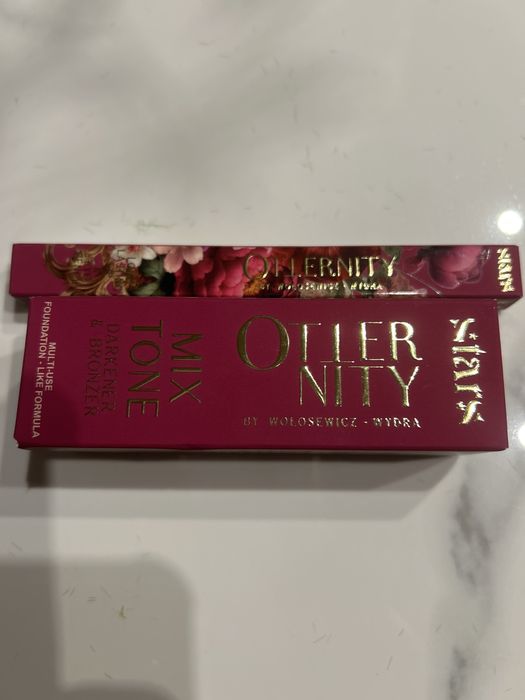 OTTERNITY
BY WOŁOSEWICZ - WYDRA
stars
MULTI-USE
FOUNDATION - LIKE FORMULA
MIX
TONE
DARKENER
& BRONZER
OTTER
NITY
BY WOŁOSEWICZ - WYDRA
stars